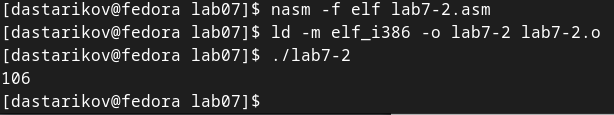 [dastarikov@fedora lab07]$ nasm -f elf lab7-2.asm
[dastarikov@fedora lab07]$ ld -m elf_i386 -o lab7-2 lab7-2.o
[dastarikov@fedora lab07]$ ./lab7-2
106
[dastarikov@fedora lab07]$